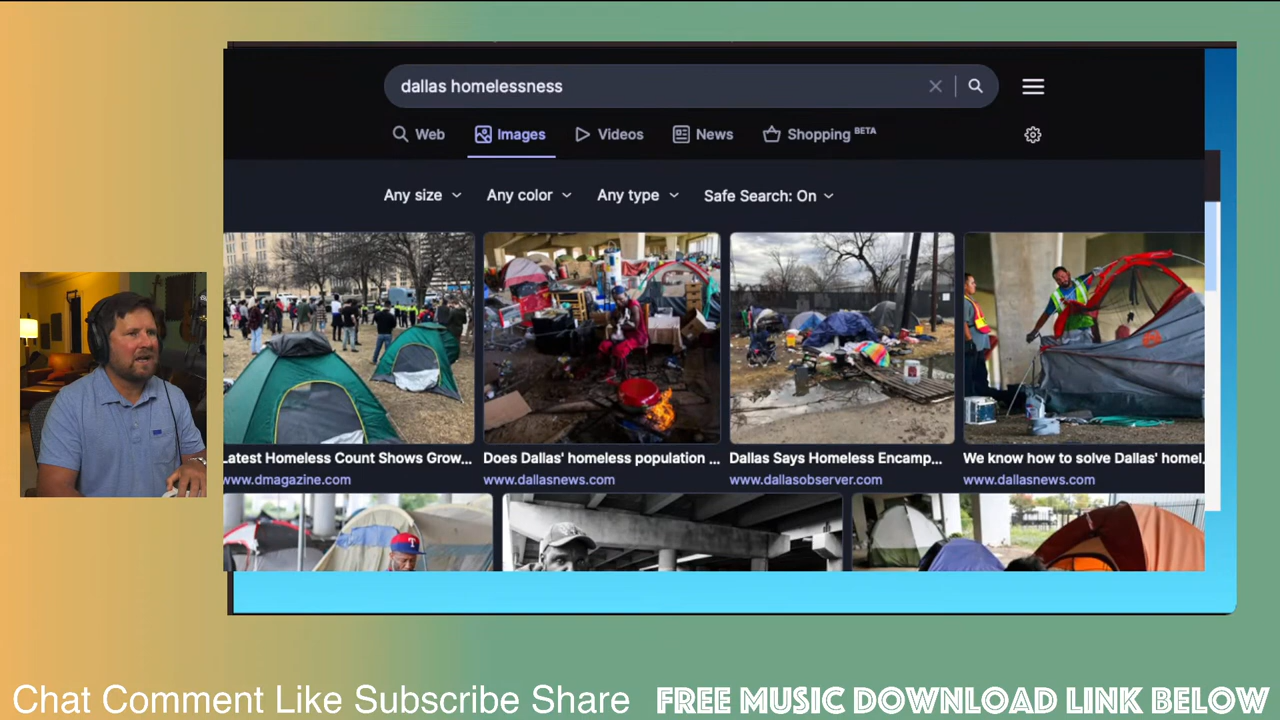 dallas homelessness
Web Images Videos News Shopping BETA
Any size Any color Any type Safe Search: On
Latest Homeless Count Shows Grow... Does Dallas' homeless population ... Dallas Says Homeless Encamp... We know how to solve Dallas' homel.
www.dmagazine.com www.dallasnews.com www.dallasobserver.com www.dallasnews.com
Chat Comment Like Subscribe Share FREE MUSIC DOWNLOAD LINK BELOW